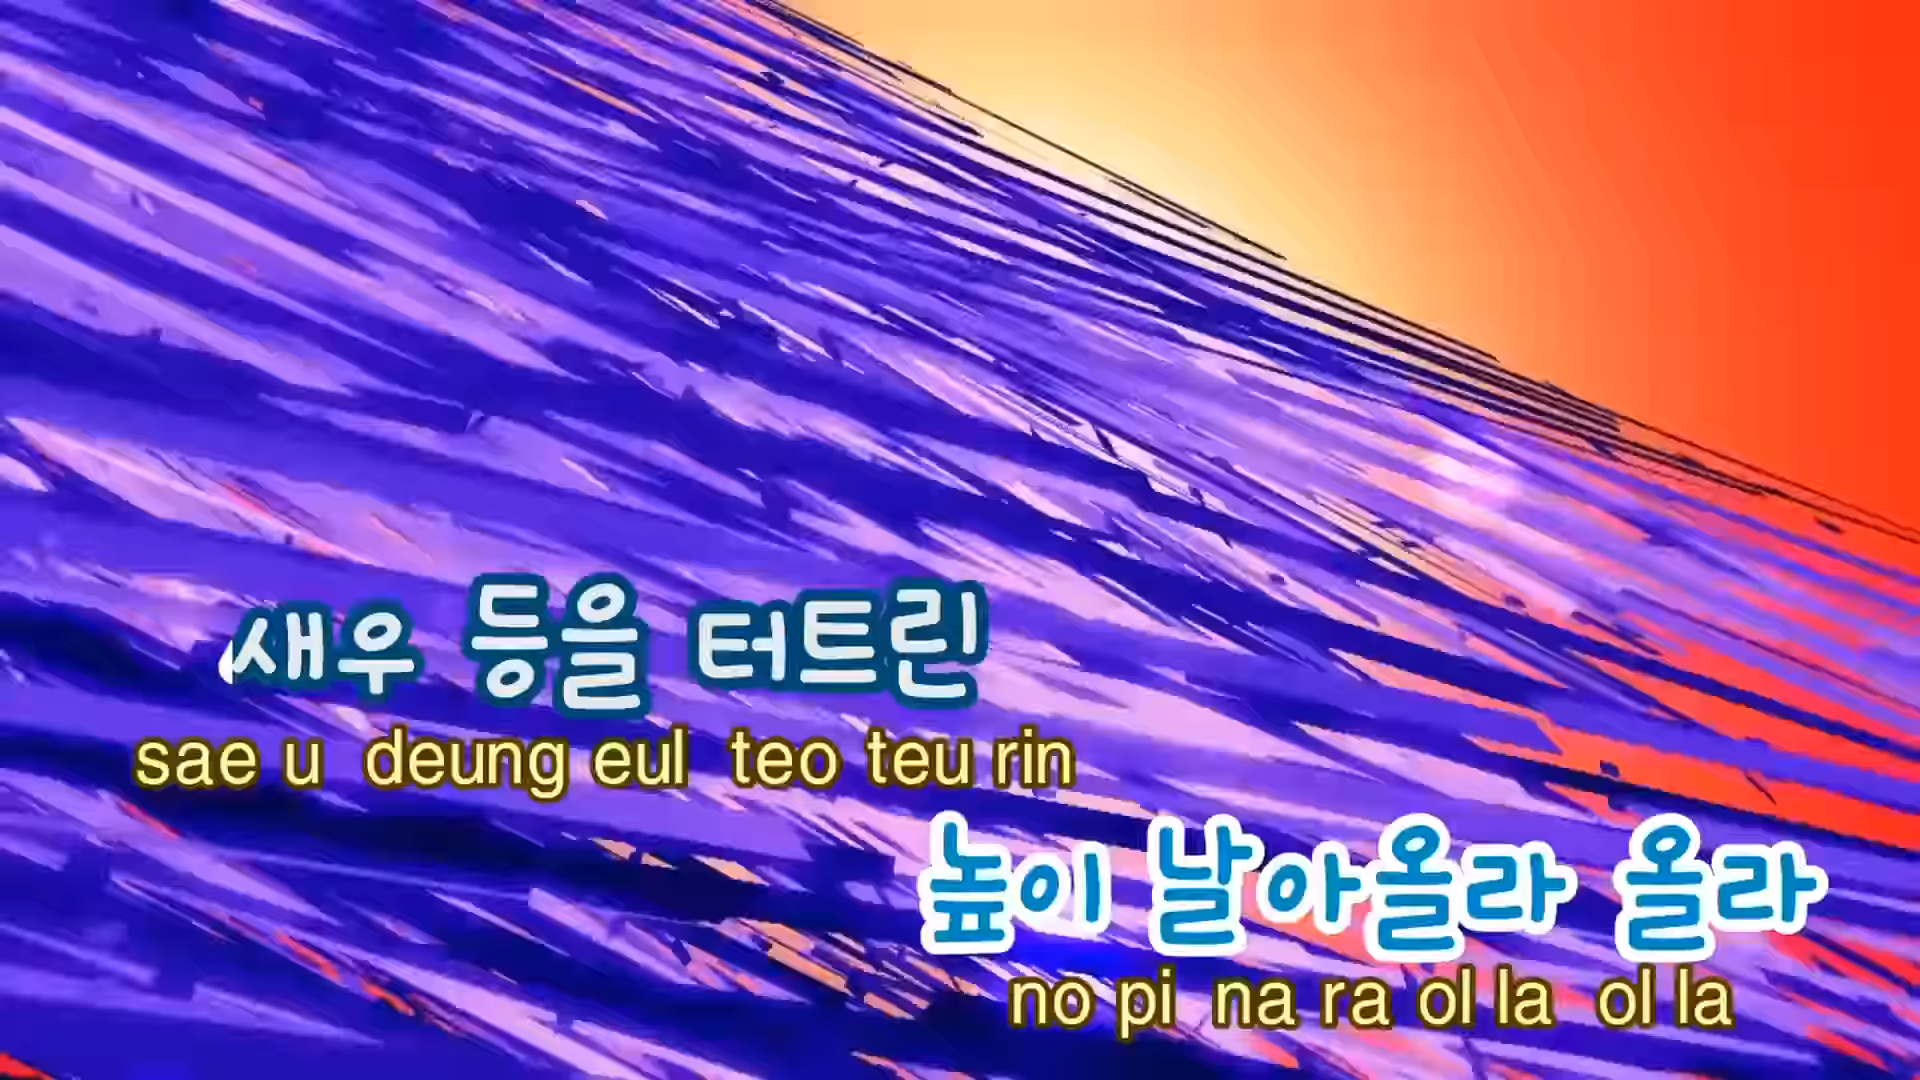 새우 등을 터트린
sae u deung eul teo teu rin
높이 날아올라 올라
no pi na ra ol la ol la